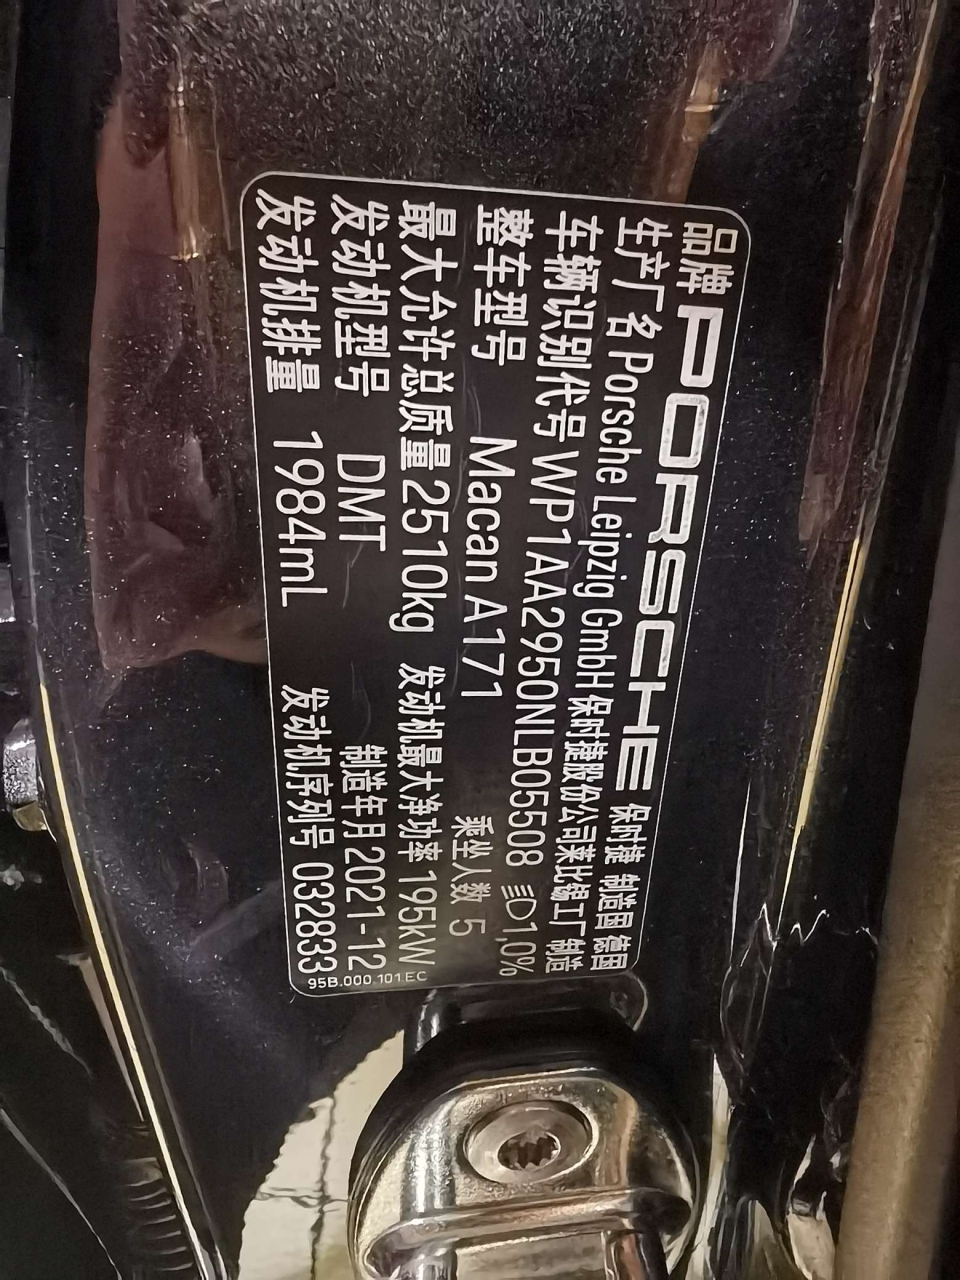 品牌 PORSCHE 保时捷 制造国 德国
生产厂名 Porsche Leipzig GmbH 保时捷股份公司莱比锡工厂 制造
车辆识别代号 WP1AA2950NLB05508 1,0%
整车型号 Macan A171 乘坐人数 5
最大允许总质量 2510kg 发动机最大净功率 195kW
发动机型号 DMT 制造年月 2021-12
发动机排量 1984mL 发动机序列号 032833
95B.000.101.EC